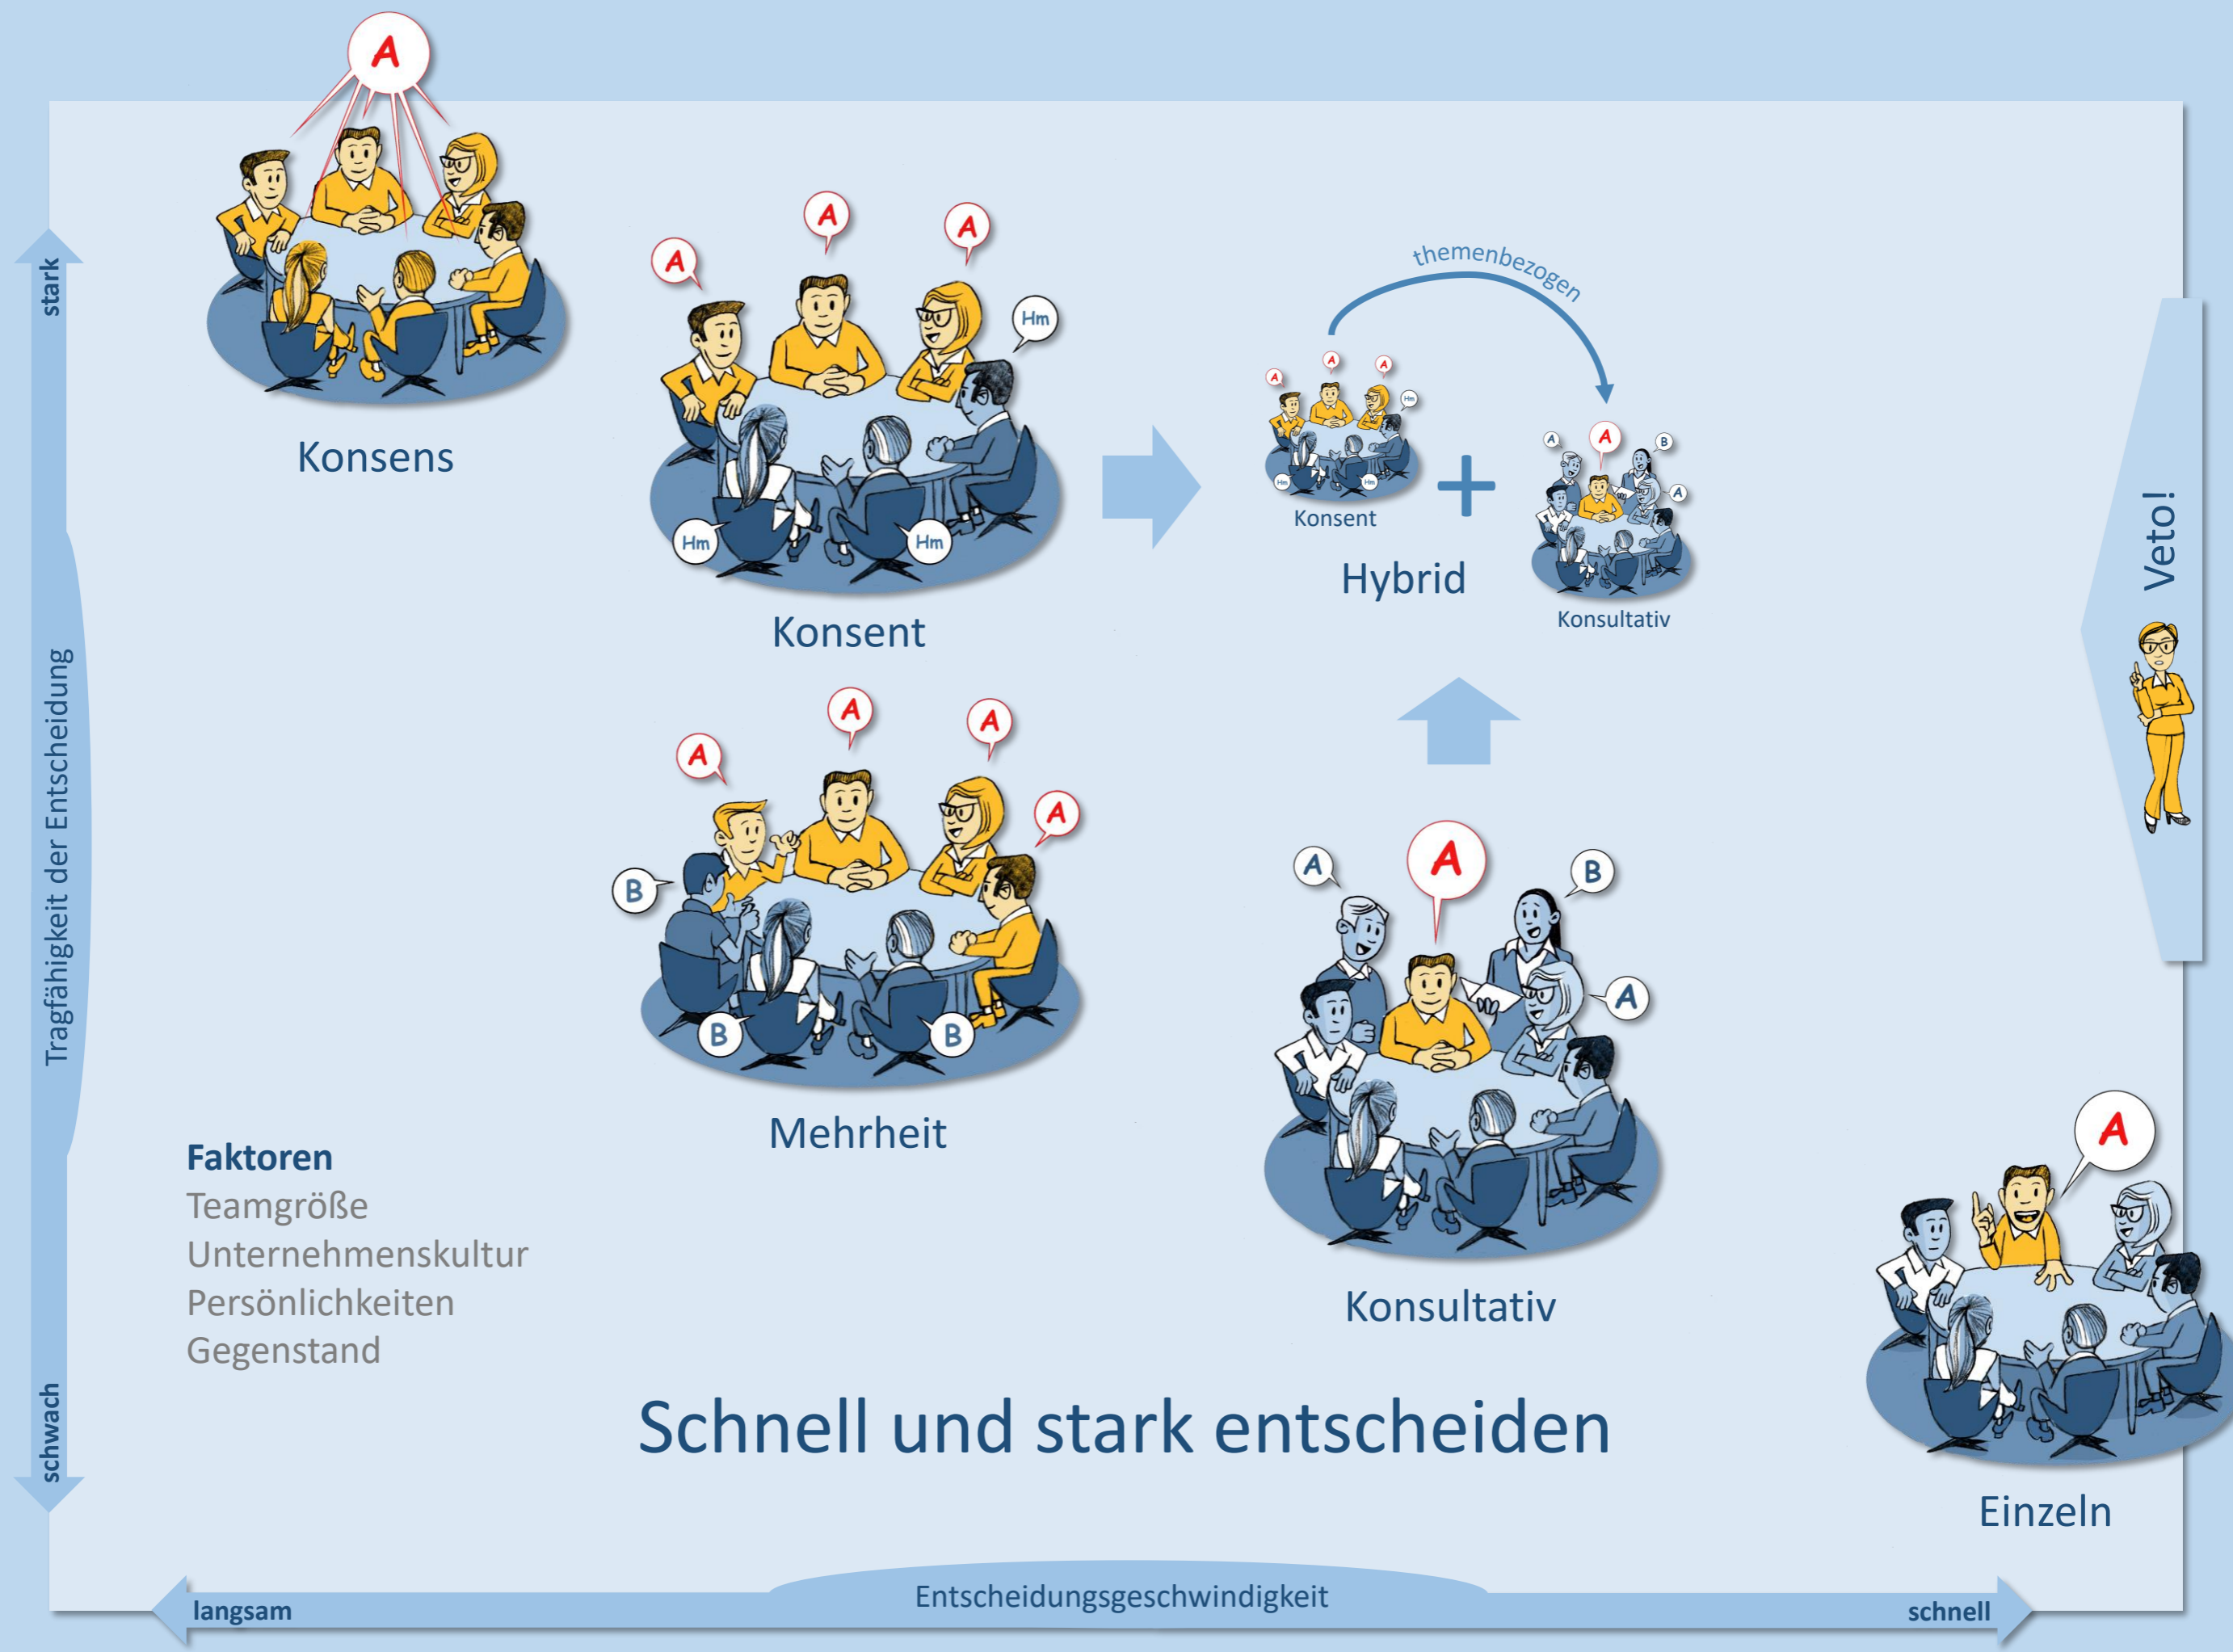 A
Konsens
A
A
A
Hm
Hm
Hm
Konsent
themenbezogen
A
A
A
Hm
Hm
Hm
Konsent
+
A
A
B
A
Konsultativ
Hybrid
Veto!
A
A
A
A
B
B
B
Mehrheit
A
A
B
A
Konsultativ
A
Einzeln
Faktoren
Teamgröße
Unternehmenskultur
Persönlichkeiten
Gegenstand
Schnell und stark entscheiden
stark
Tragfähigkeit der Entscheidung
schwach
langsam
Entscheidungsgeschwindigkeit
schnell